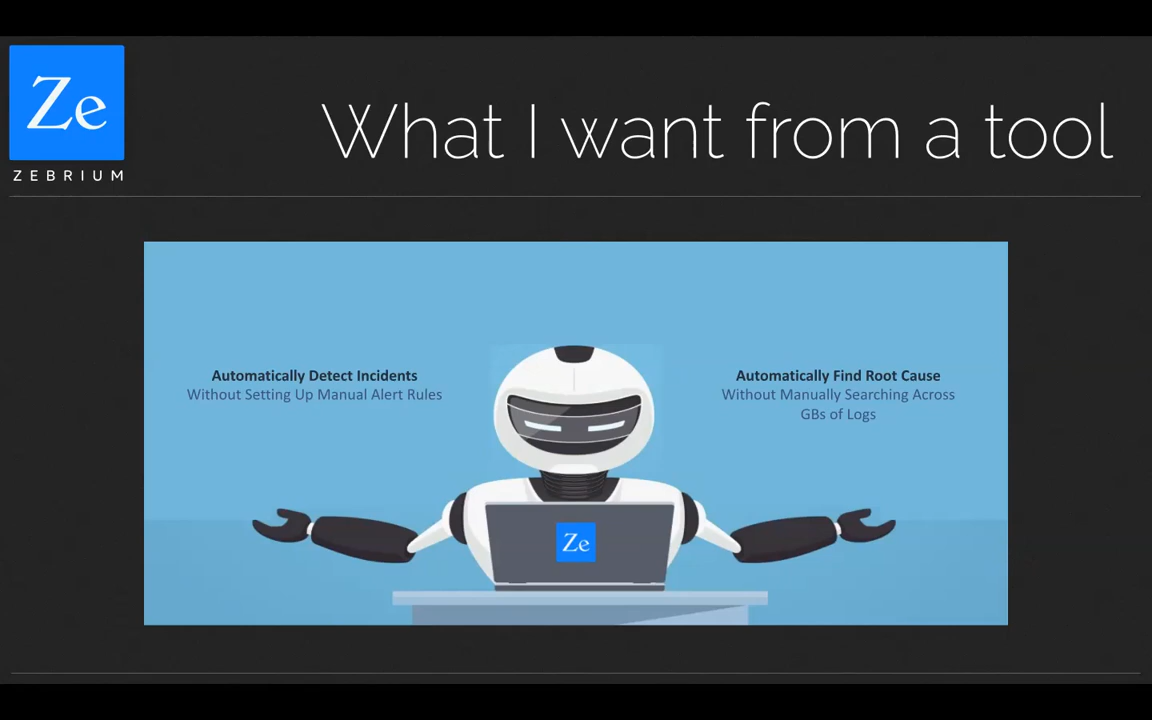 Ze
ZEBRIUM
What I want from a tool
Automatically Detect Incidents
Without Setting Up Manual Alert Rules
Automatically Find Root Cause
Without Manually Searching Across
GBs of Logs
Ze